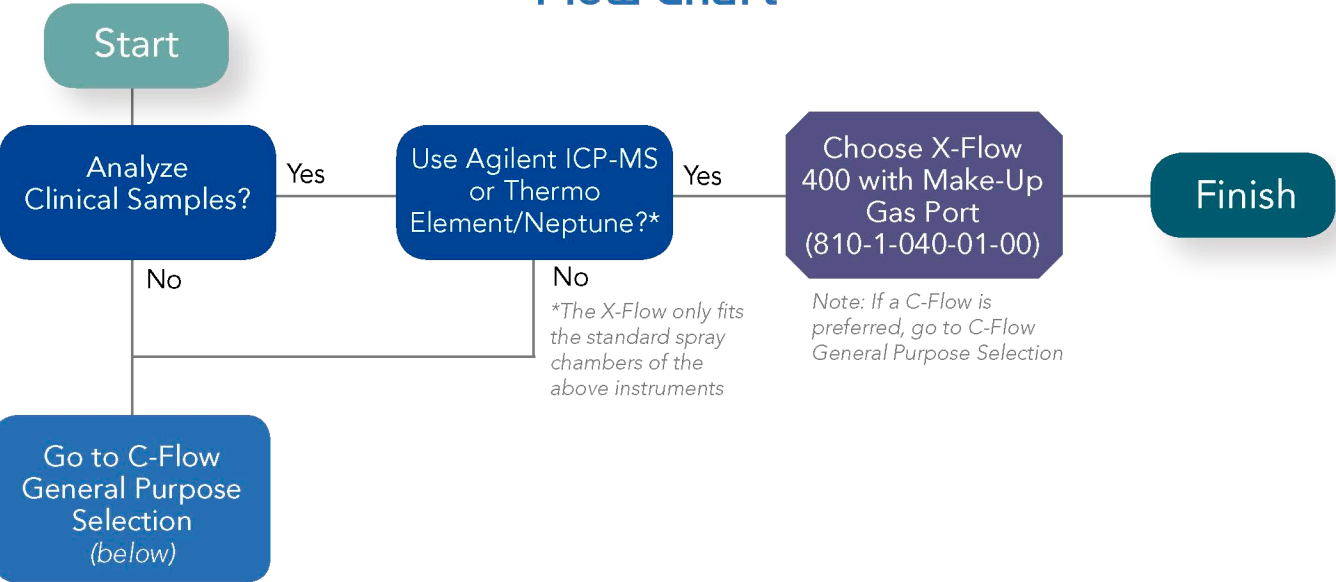 Flow Chart
Start
Analyze
Clinical Samples?
Yes
Use Agilent ICP-MS
or Thermo
Element/Neptune?*
Yes
Choose X-Flow
400 with Make-Up
Gas Port
(810-1-040-01-00)
Finish
No
No
*The X-Flow only fits
the standard spray
chambers of the
above instruments
Note: If a C-Flow is
preferred, go to C-Flow
General Purpose Selection
Go to C-Flow
General Purpose
Selection
(below)